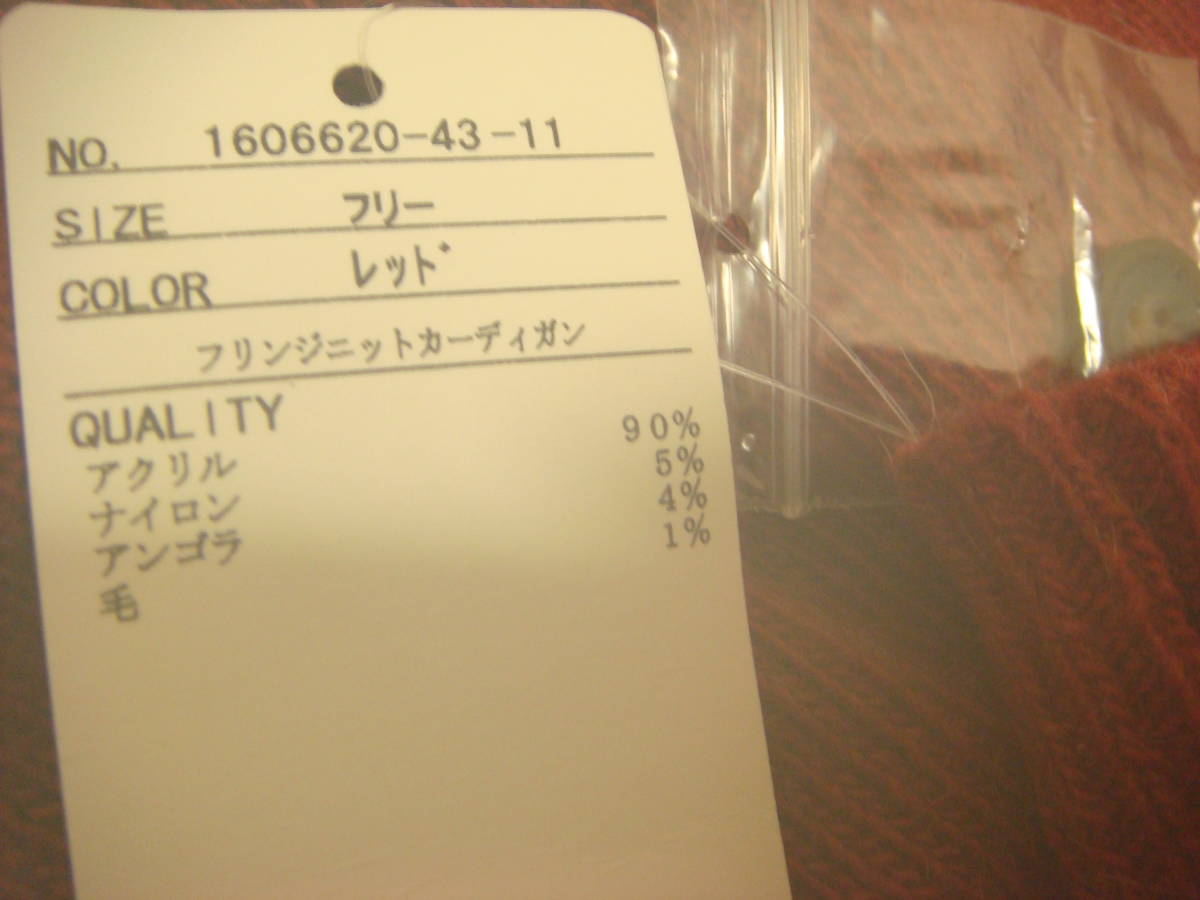 NO. 1606620-43-11
SIZE フリー
COLOR レッド
フリンジニットカーディガン
QUALITY
アクリル 90%
ナイロン 5%
アンゴラ 4%
毛 1%